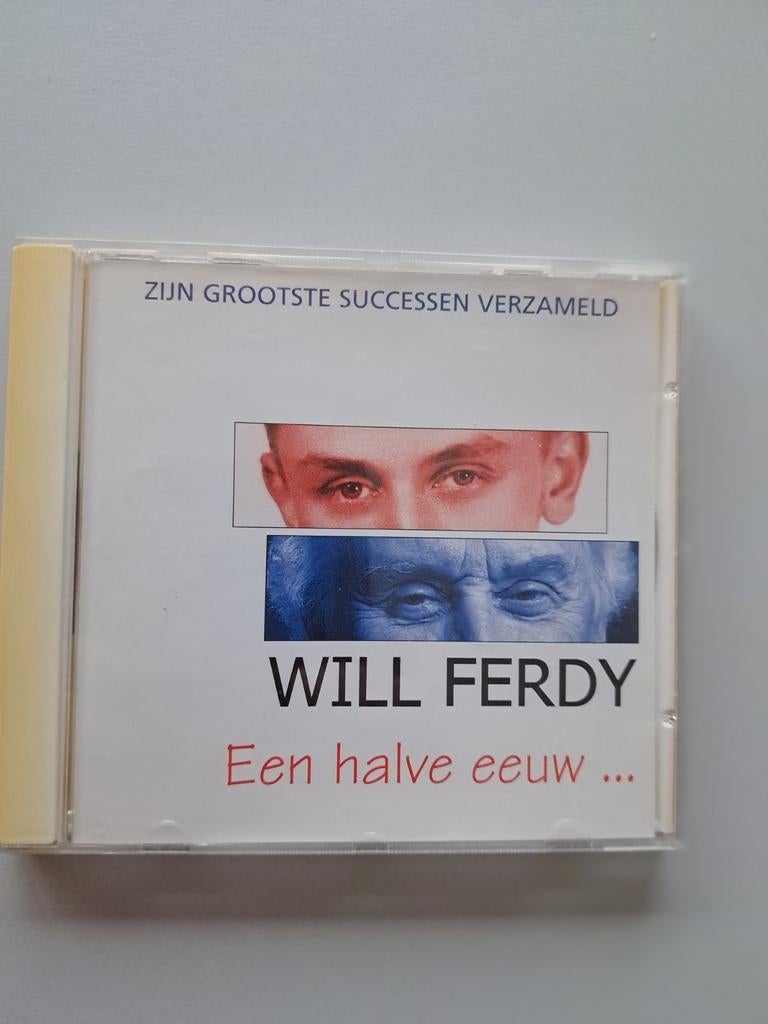 ZIJN GROOTSTE SUCCESSEN VERZAMELD
WILL FERDY
Een halve eeuw ...